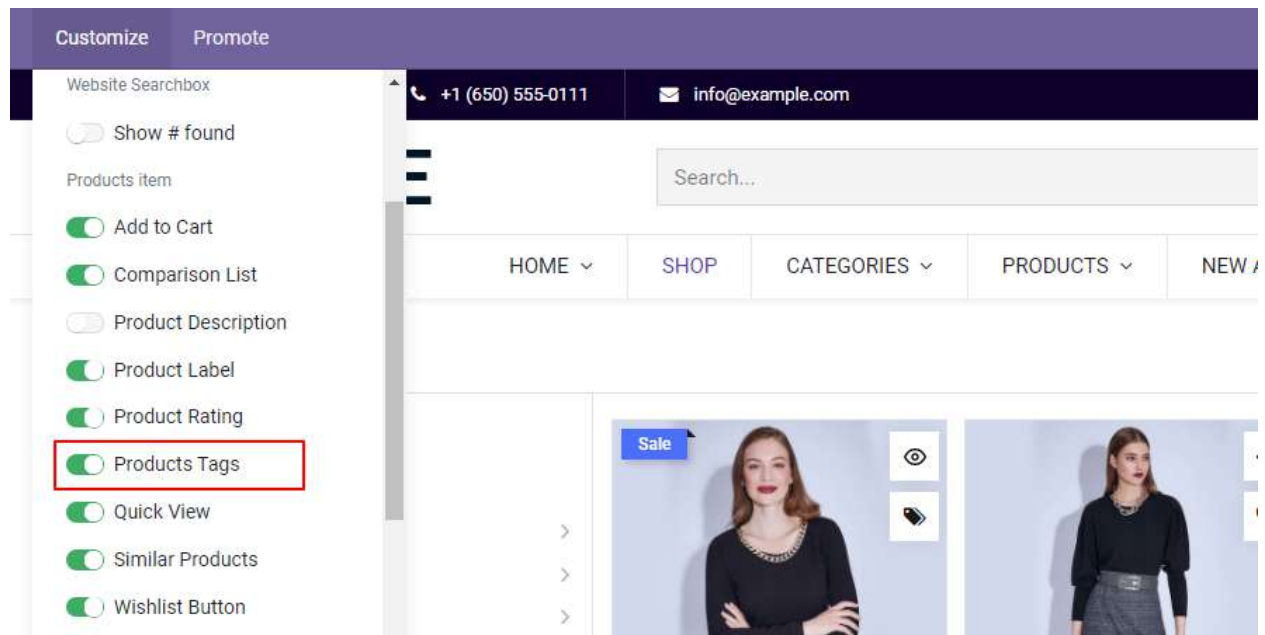 Customize Promote
Website Searchbox
+1 (650) 555-0111 info@example.com
Show # found
Search...
Products item
Add to Cart
HOME SHOP CATEGORIES PRODUCTS NEW
Comparison List
Product Description
Product Label
Product Rating
Sale
Products Tags
Quick View
Similar Products
Wishlist Button